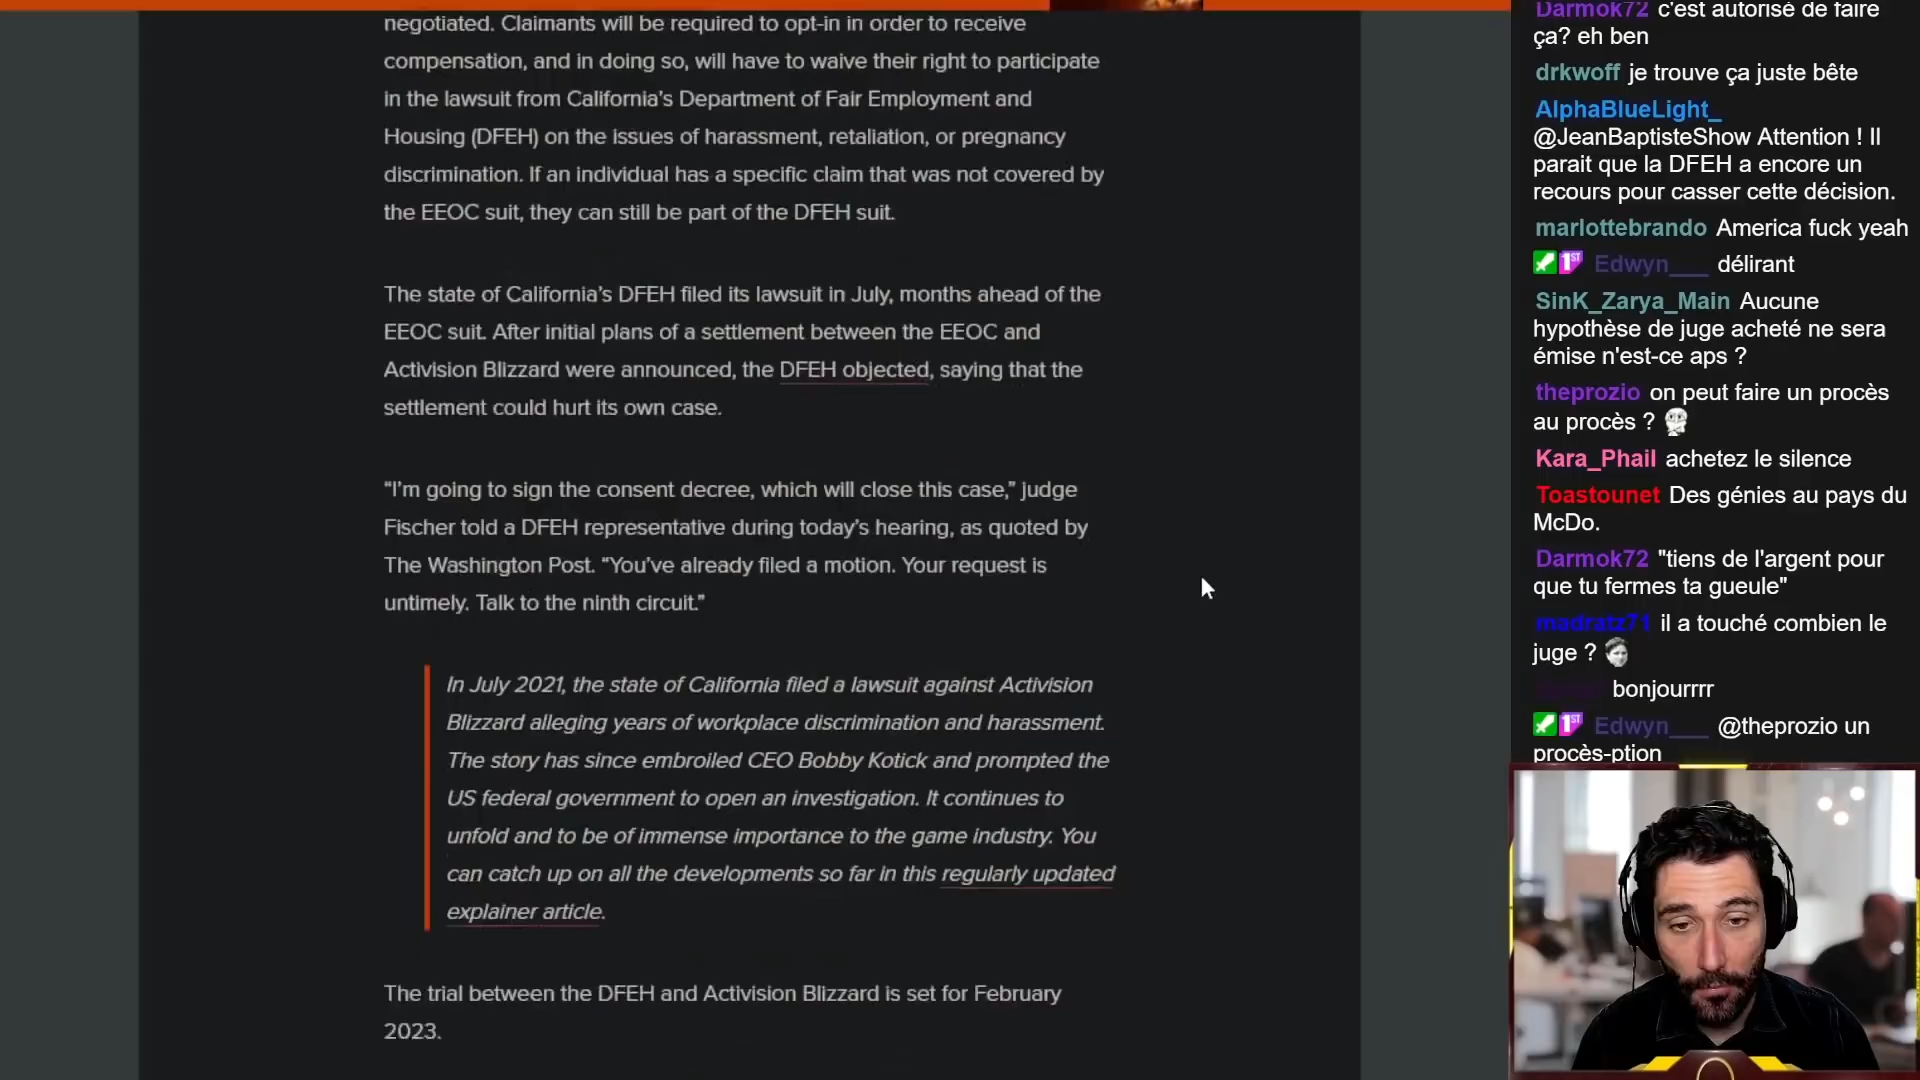 negotiated. Claimants will be required to opt-in in order to receive
compensation, and in doing so, will have to waive their right to participate
in the lawsuit from California’s Department of Fair Employment and
Housing (DFEH) on the issues of harassment, retaliation, or pregnancy
discrimination. If an individual has a specific claim that was not covered by
the EEOC suit, they can still be part of the DFEH suit.
The state of California’s DFEH filed its lawsuit in July, months ahead of the
EEOC suit. After initial plans of a settlement between the EEOC and
Activision Blizzard were announced, the DFEH objected, saying that the
settlement could hurt its own case.
“I’m going to sign the consent decree, which will close this case,” judge
Fischer told a DFEH representative during today’s hearing, as quoted by
The Washington Post. “You’ve already filed a motion. Your request is
untimely. Talk to the ninth circuit.”
In July 2021, the state of California filed a lawsuit against Activision
Blizzard alleging years of workplace discrimination and harassment.
The story has since embroiled CEO Bobby Kotick and prompted the
US federal government to open an investigation. It continues to
unfold and to be of immense importance to the game industry. You
can catch up on all the developments so far in this regularly updated
explainer article.
The trial between the DFEH and Activision Blizzard is set for February
2023.
Darmok72 c'est autorisé de faire
ça? eh ben
drkwoff je trouve ça juste bête
AlphaBlueLight_
@JeanBaptisteShow Attention ! Il
parait que la DFEH a encore un
recours pour casser cette décision.
marlottebrando America fuck yeah
1ST Edwyn___ délirant
SinK_Zarya_Main Aucune
hypothèse de juge acheté ne sera
émise n'est-ce aps ?
theprozio on peut faire un procès
au procès ?
Kara_Phail achetez le silence
Toastounet Des génies au pays du
McDo.
Darmok72 "tiens de l'argent pour
que tu fermes ta gueule"
madratz71 il a touché combien le
juge ?
bonjourrrr
1ST Edwyn___ @theprozio un
procès-ption